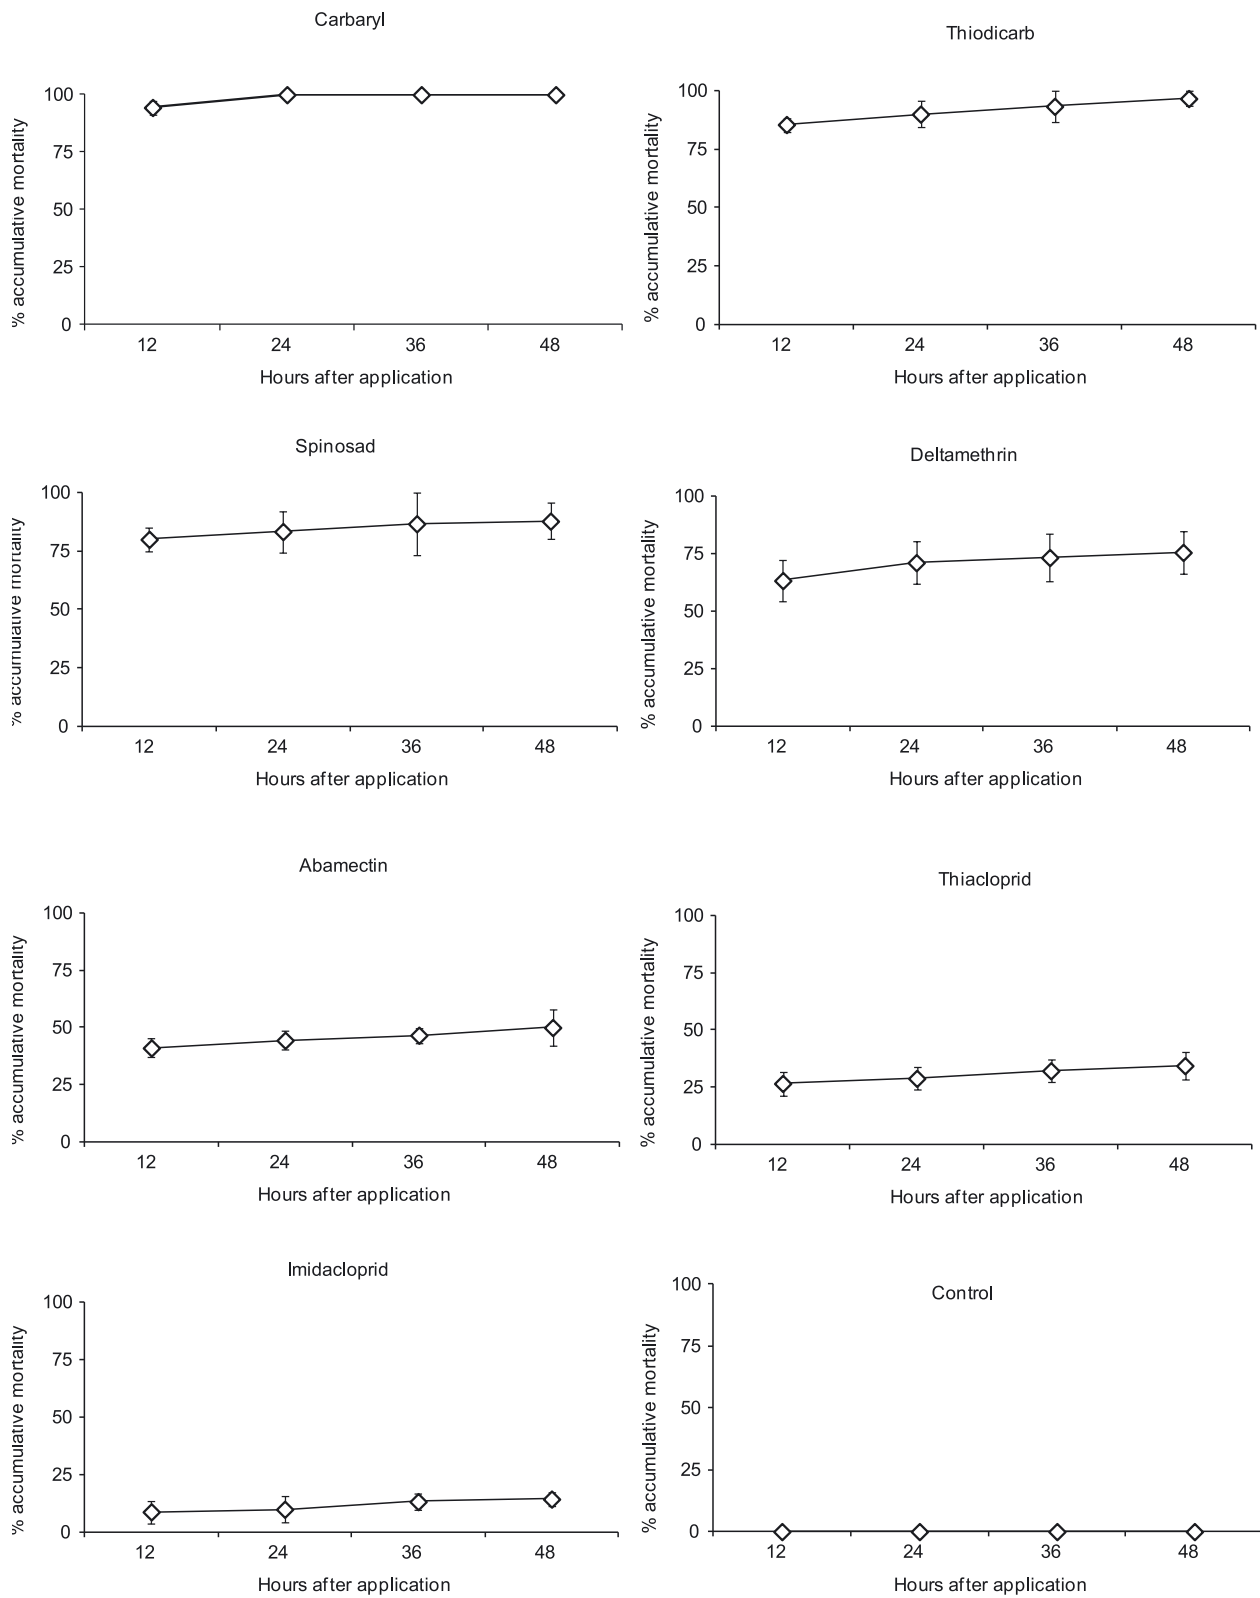 Carbaryl
% accumulative mortality
100
75
50
25
0
12 24 36 48
Hours after application
Thiodicarb
% accumulative mortality
100
75
50
25
0
12 24 36 48
Hours after application
Spinosad
% accumulative mortality
100
75
50
25
0
12 24 36 48
Hours after application
Deltamethrin
% accumulative mortality
100
75
50
25
0
12 24 36 48
Hours after application
Abamectin
% accumulative mortality
100
75
50
25
0
12 24 36 48
Hours after application
Thiacloprid
% accumulative mortality
100
75
50
25
0
12 24 36 48
Hours after application
Imidacloprid
% accumulative mortality
100
75
50
25
0
12 24 36 48
Hours after application
Control
% accumulative mortality
100
75
50
25
0
12 24 36 48
Hours after application